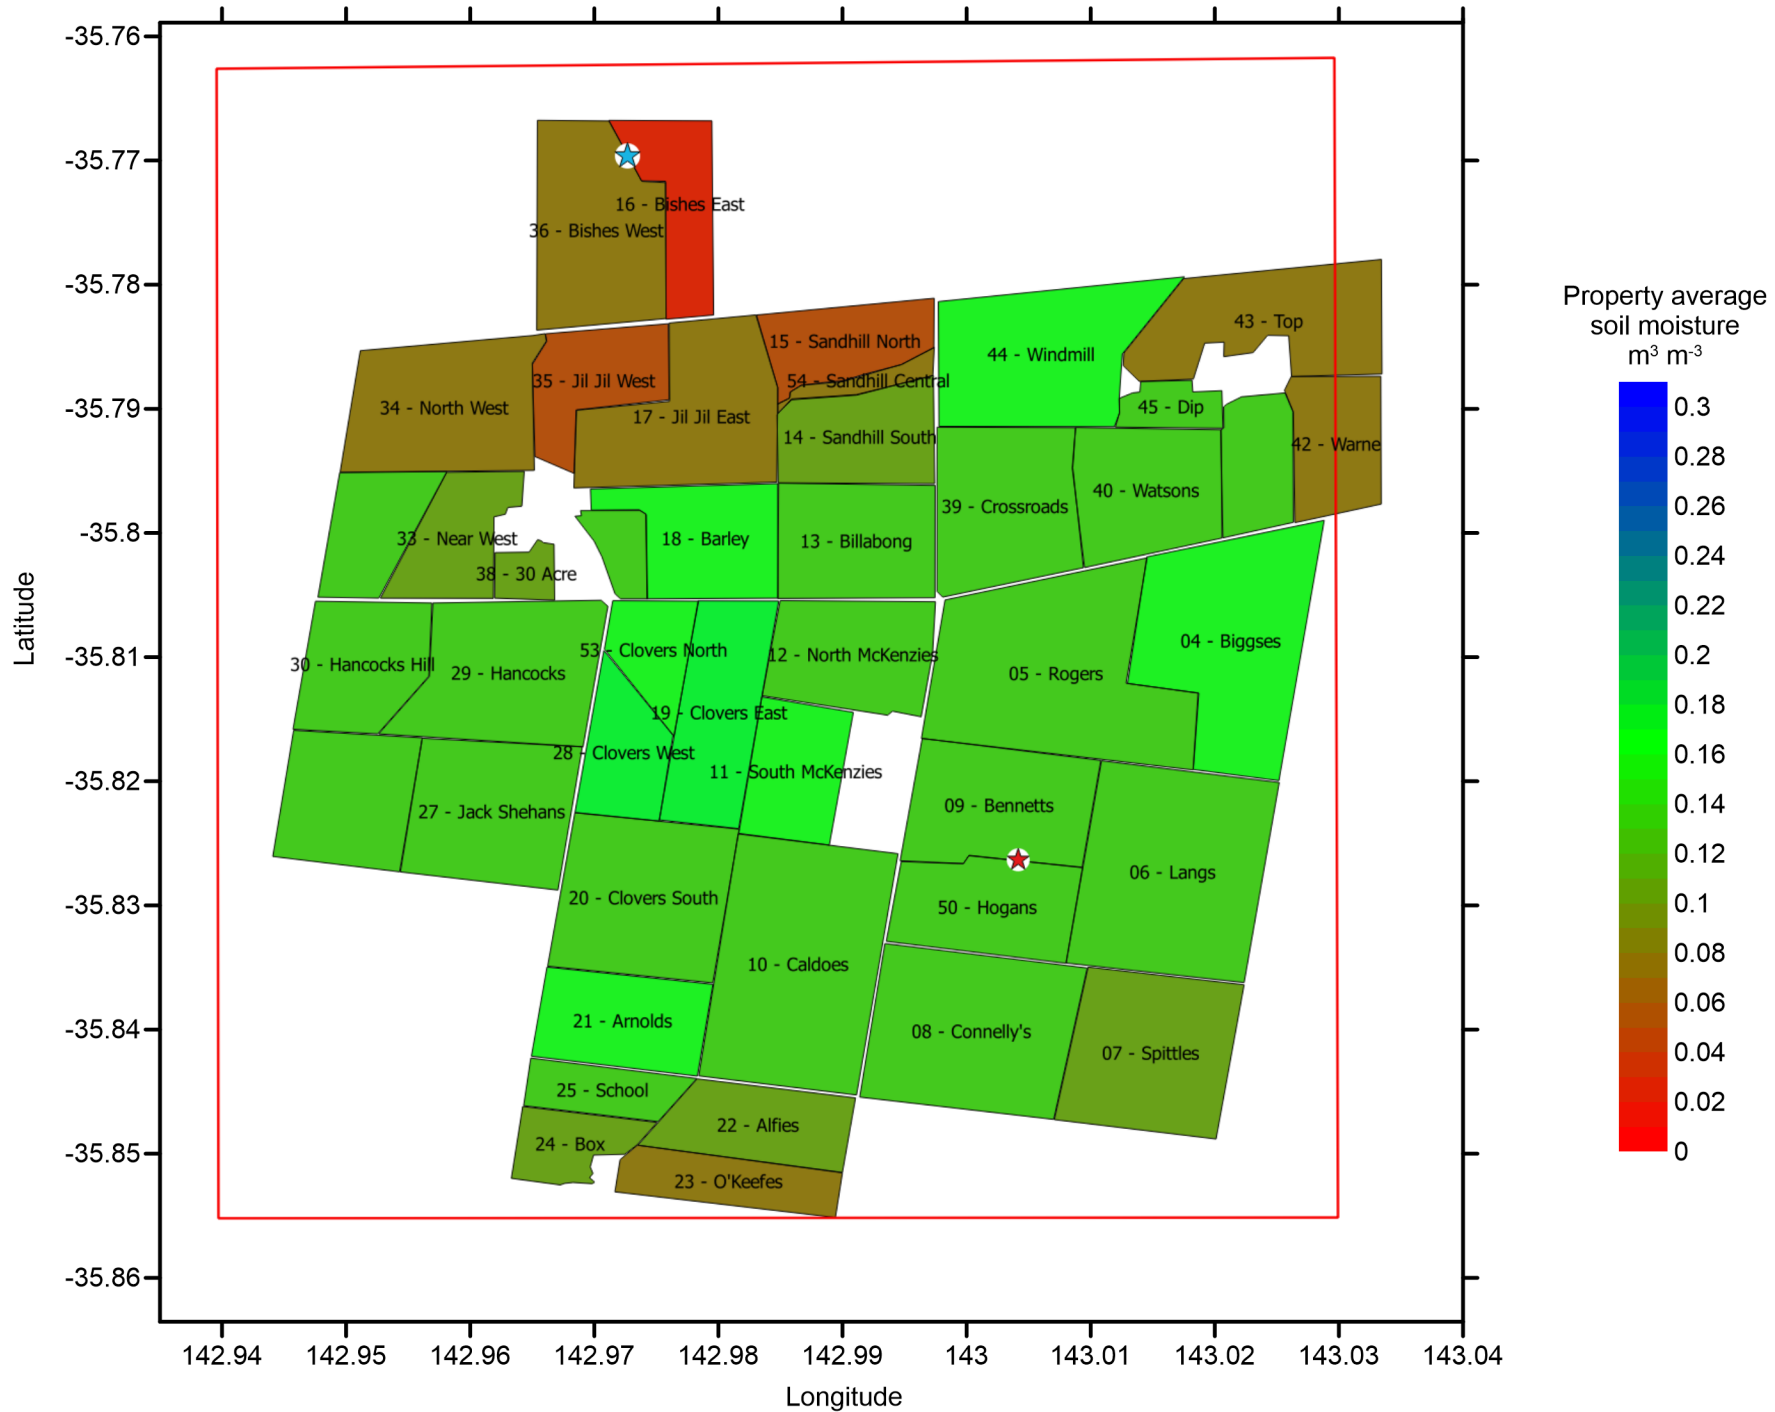 -35.76
-35.77
-35.78
-35.79
-35.8
-35.81
-35.82
-35.83
-35.84
-35.85
-35.86
Latitude
16 - Bishes East
36 - Bishes West
43 - Top
15 - Sandhill North
44 - Windmill
35 - Jil Jil West
54 - Sandhill Central
34 - North West
45 - Dip
17 - Jil Jil East
14 - Sandhill South
42 - Warne
40 - Watsons
39 - Crossroads
33 - Near West
18 - Barley
13 - Billabong
38 - 30 Acre
04 - Biggses
53 - Clovers North
12 - North McKenzies
30 - Hancocks Hill
29 - Hancocks
05 - Rogers
19 - Clovers East
28 - Clovers West
11 - South McKenzies
09 - Bennetts
27 - Jack Shehans
06 - Langs
20 - Clovers South
50 - Hogans
10 - Caldoes
21 - Arnolds
08 - Connelly's
07 - Spittles
25 - School
22 - Alfies
24 - Box
23 - O'Keefes
142.94 142.95 142.96 142.97 142.98 142.99 143 143.01 143.02 143.03 143.04
Longitude
Property average
soil moisture
m³ m⁻³
0.3
0.28
0.26
0.24
0.22
0.2
0.18
0.16
0.14
0.12
0.1
0.08
0.06
0.04
0.02
0